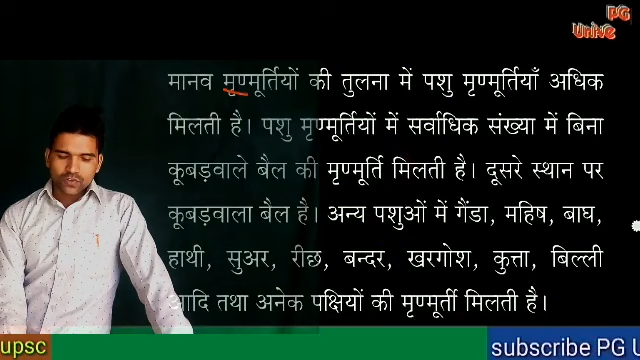 PG
Unive
मानव मृण्मूर्तियों की तुलना में पशु मृण्मूर्तियाँ अधिक
मिलती है। पशु मृण्मूर्तियों में सर्वाधिक संख्या में बिना
कूबड़वाले बैल की मृण्मूर्ति मिलती है। दूसरे स्थान पर
कूबड़वाला बैल है। अन्य पशुओं में गैंडा, महिष, बाघ,
हाथी, सुअर, रीछ, बन्दर, खरगोश, कुत्ता, बिल्ली
आदि तथा अनेक पक्षियों की मृण्मूर्ती मिलती है।
upsc
subscribe PG U